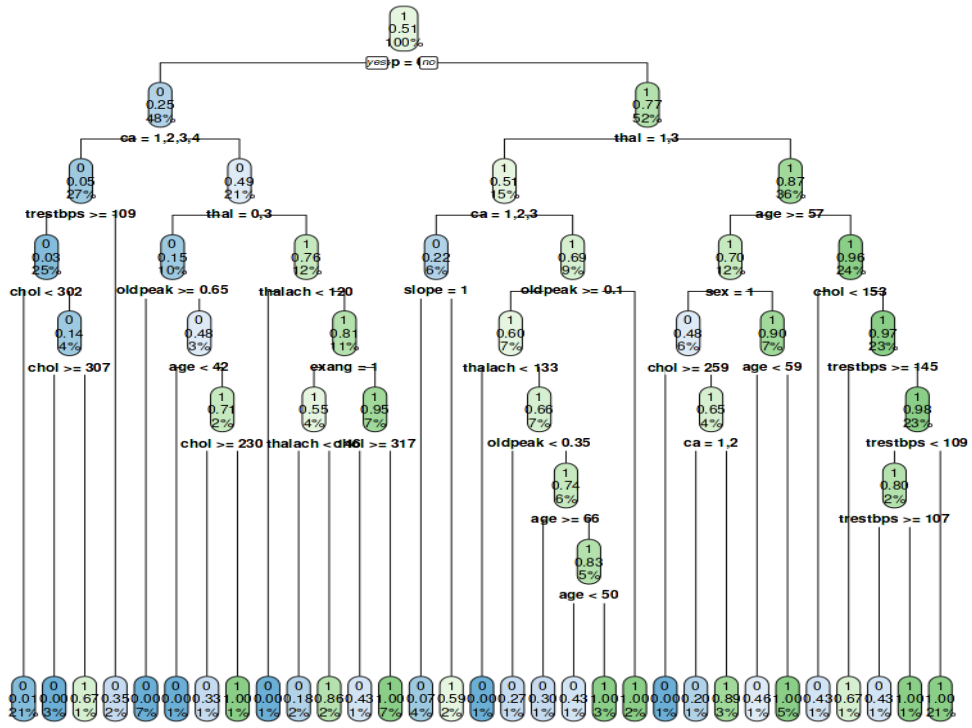 1
0.51
100%
yes no
0 1
0.25 0.77
48% 52%
ca = 1,2,3,4 thal = 1,3
0 0 1 1
0.05 0.49 0.51 0.87
27% 21% 15% 36%
trestbps >= 109 thal = 0,3 ca = 1,2,3 age >= 57
0 0 1 0 1 1 1
0.03 0.15 0.76 0.22 0.69 0.70 0.96
25% 10% 12% 6% 9% 12% 24%
chol < 302 oldpeak >= 0.65 thalach < 120 slope = 1 oldpeak >= 0.1 sex = 1 chol < 153
0 0 1 1 0 1 1
0.14 0.48 0.81 0.60 0.48 0.90 0.97
4% 3% 11% 7% 6% 7% 23%
chol >= 307 age < 42 exang = 1 thalach < 133 chol >= 259 age < 59 trestbps >= 145
1 1 1 1 1 1
0.71 0.55 0.95 0.66 0.65 0.98
2% 4% 7% 7% 4% 23%
chol >= 230 thalach < >= 317 oldpeak < 0.35 ca = 1,2 trestbps < 109
1 1
0.74 0.80
6% 2%
age >= 66 trestbps >= 107
1
0.83
5%
age < 50
0 0 1 0 0 0 0 1 0 0 1 0 1 0 1 0 0 0 0 1 1 0 0 1 0 1 0 1 0 1 1
0.01 0.00 0.67 0.35 0.00 0.00 0.33 1.00 0.00 0.18 0.86 0.43 1.00 0.07 0.59 0.00 0.27 0.30 0.43 1.00 1.00 0.00 0.20 0.89 0.46 1.00 0.43 0.67 0.43 1.00 1.00
21% 3% 1% 2% 7% 1% 1% 1% 1% 2% 2% 1% 7% 4% 2% 1% 1% 1% 1% 3% 2% 1% 1% 3% 1% 5% 1% 1% 1% 1% 21%